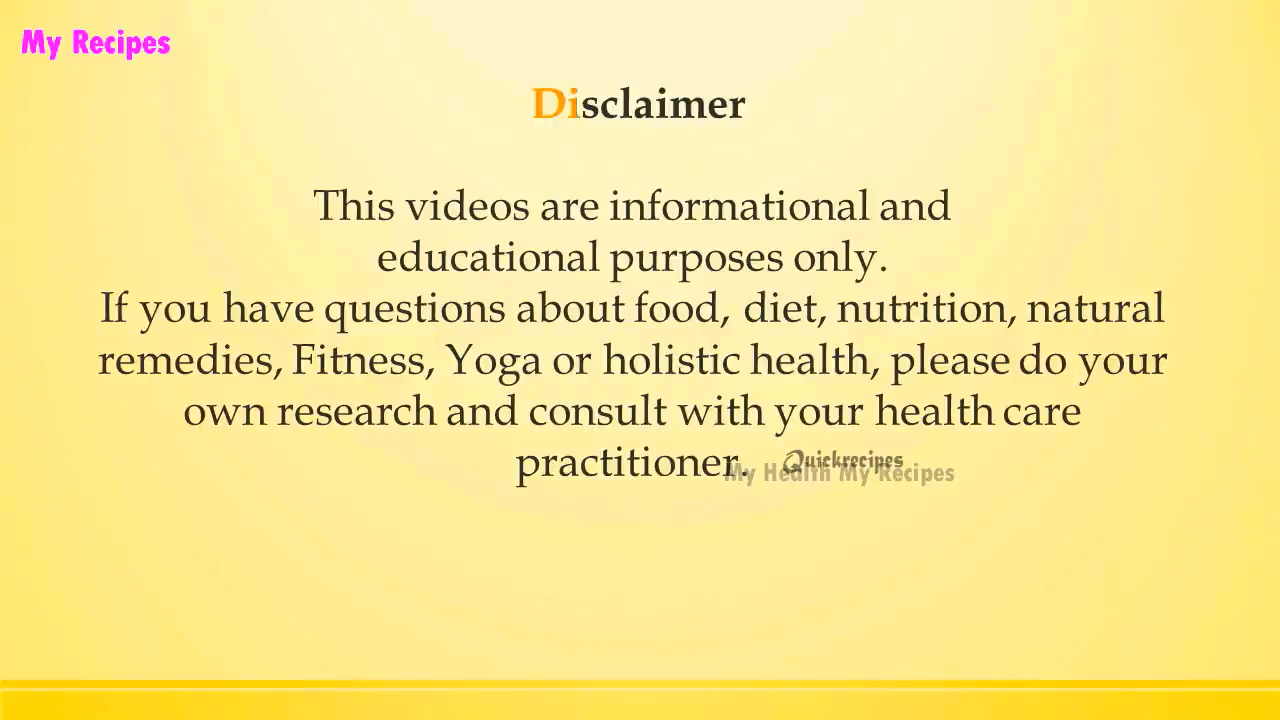 My Recipes
Disclaimer
This videos are informational and
educational purposes only.
If you have questions about food, diet, nutrition, natural
remedies, Fitness, Yoga or holistic health, please do your
own research and consult with your health care
practitioner.
Quickrecipes
My Health My Recipes